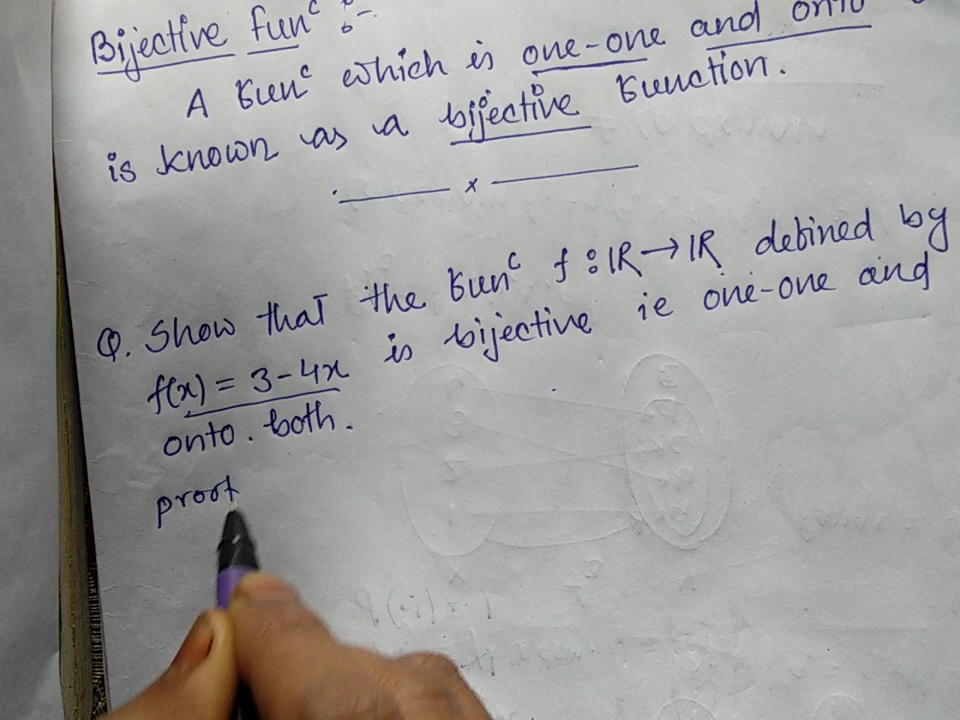 Bijective func :-
A func which is one-one and onto
is known as a bijective function.
x
Q. Show that the func f : IR → IR defined by
f(x) = 3 - 4x is bijective ie one-one and
onto. both.
proof